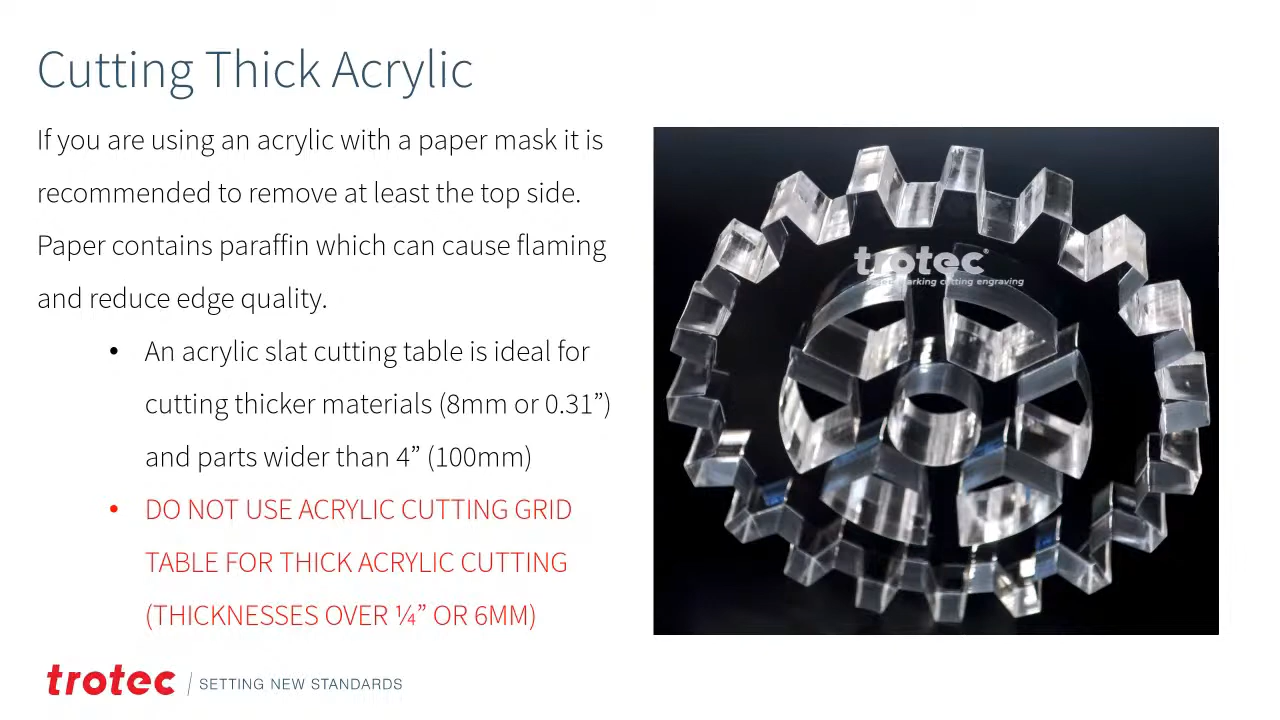 Cutting Thick Acrylic
If you are using an acrylic with a paper mask it is
recommended to remove at least the top side.
Paper contains paraffin which can cause flaming
and reduce edge quality.
• An acrylic slat cutting table is ideal for
cutting thicker materials (8mm or 0.31”)
and parts wider than 4” (100mm)
• DO NOT USE ACRYLIC CUTTING GRID
TABLE FOR THICK ACRYLIC CUTTING
(THICKNESSES OVER ¼” OR 6MM)
trotec®
cutting engraving
trotec / SETTING NEW STANDARDS